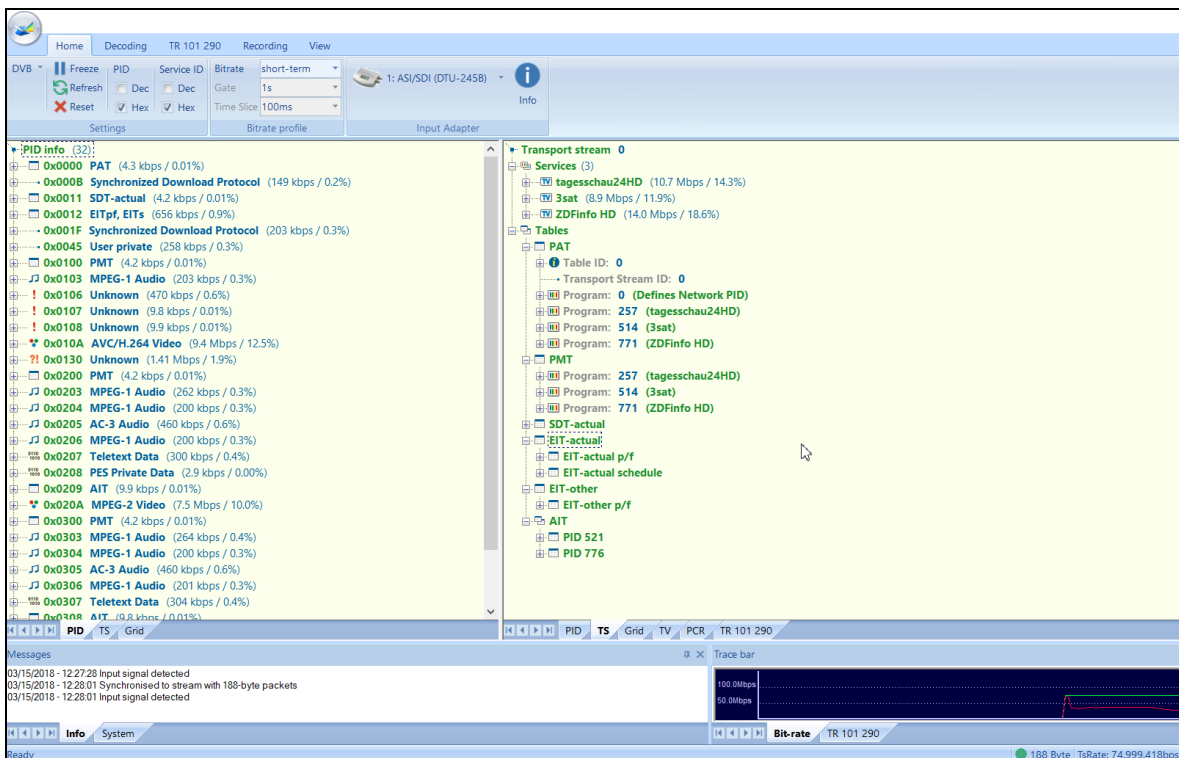 Home Decoding TR 101 290 Recording View
DVB Freeze PID Service ID Bitrate short-term 1: ASI/SDI (DTU-245B)
Refresh Dec Dec Gate 1s
Reset Hex Hex Time Slice 100ms Info
Settings Bitrate profile Input Adapter
PID info (32)
0x0000 PAT (4.3 kbps / 0.01%)
0x000B Synchronized Download Protocol (149 kbps / 0.2%)
0x0011 SDT-actual (4.2 kbps / 0.01%)
0x0012 EITpf, EITs (656 kbps / 0.9%)
0x001F Synchronized Download Protocol (203 kbps / 0.3%)
0x0045 User private (258 kbps / 0.3%)
0x0100 PMT (4.2 kbps / 0.01%)
0x0103 MPEG-1 Audio (203 kbps / 0.3%)
! 0x0106 Unknown (470 kbps / 0.6%)
! 0x0107 Unknown (9.8 kbps / 0.01%)
! 0x0108 Unknown (9.9 kbps / 0.01%)
0x010A AVC/H.264 Video (9.4 Mbps / 12.5%)
?! 0x0130 Unknown (1.41 Mbps / 1.9%)
0x0200 PMT (4.2 kbps / 0.01%)
0x0203 MPEG-1 Audio (262 kbps / 0.3%)
0x0204 MPEG-1 Audio (200 kbps / 0.3%)
0x0205 AC-3 Audio (460 kbps / 0.6%)
0x0206 MPEG-1 Audio (200 kbps / 0.3%)
0x0207 Teletext Data (300 kbps / 0.4%)
0x0208 PES Private Data (2.9 kbps / 0.00%)
0x0209 AIT (9.9 kbps / 0.01%)
0x020A MPEG-2 Video (7.5 Mbps / 10.0%)
0x0300 PMT (4.2 kbps / 0.01%)
0x0303 MPEG-1 Audio (264 kbps / 0.4%)
0x0304 MPEG-1 Audio (200 kbps / 0.3%)
0x0305 AC-3 Audio (460 kbps / 0.6%)
0x0306 MPEG-1 Audio (201 kbps / 0.3%)
0x0307 Teletext Data (304 kbps / 0.4%)
0x0308 AIT (9.8 kbps / 0.01%)
PID TS Grid
Transport stream 0
Services (3)
TV tagesschau24HD (10.7 Mbps / 14.3%)
TV 3sat (8.9 Mbps / 11.9%)
TV ZDFinfo HD (14.0 Mbps / 18.6%)
Tables
PAT
Table ID: 0
Transport Stream ID: 0
Program: 0 (Defines Network PID)
Program: 257 (tagesschau24HD)
Program: 514 (3sat)
Program: 771 (ZDFinfo HD)
PMT
Program: 257 (tagesschau24HD)
Program: 514 (3sat)
Program: 771 (ZDFinfo HD)
SDT-actual
EIT-actual
EIT-actual p/f
EIT-actual schedule
EIT-other
EIT-other p/f
AIT
PID 521
PID 776
PID TS Grid TV PCR TR 101 290
Messages
03/15/2018 - 12:27:28 Input signal detected
03/15/2018 - 12:28:01 Synchronised to stream with 188-byte packets
03/15/2018 - 12:28:01 Input signal detected
Info System
Trace bar
100.0Mbps
50.0Mbps
Bit-rate TR 101 290
Ready
188 Byte TsRate: 74,999,418bps